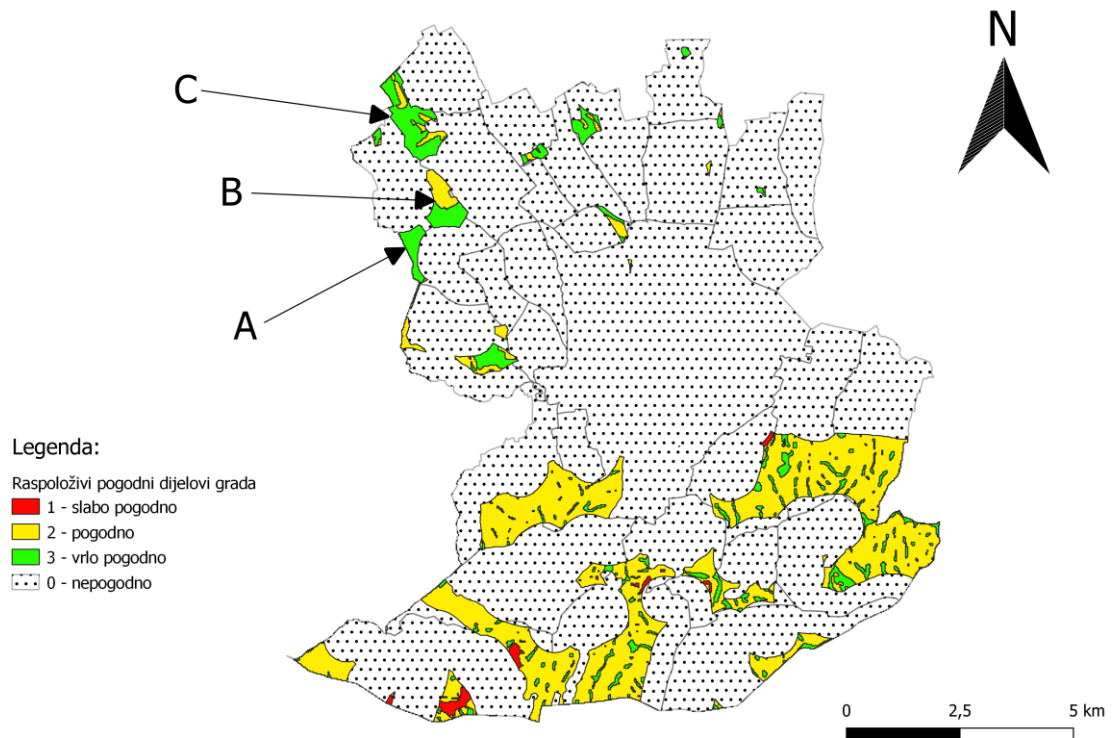 N
C
B
A
Legenda:
Raspoloživi pogodni dijelovi grada
1 - slabo pogodno
2 - pogodno
3 - vrlo pogodno
0 - nepogodno
0 2,5 5 km